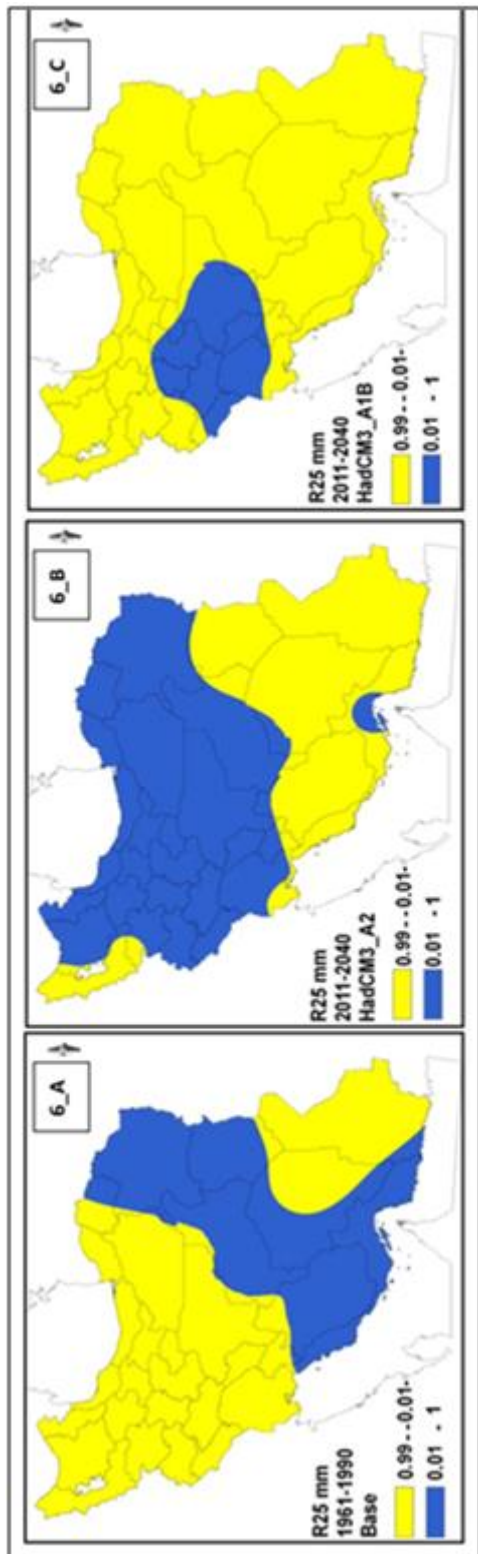 6_A
R25 mm
1961-1990
Base
0.99 - - 0.01-
0.01 - 1
6_B
R25 mm
2011-2040
HadCM3_A2
0.99 - - 0.01-
0.01 - 1
6_C
R25 mm
2011-2040
HadCM3_A1B
0.99 - - 0.01-
0.01 - 1